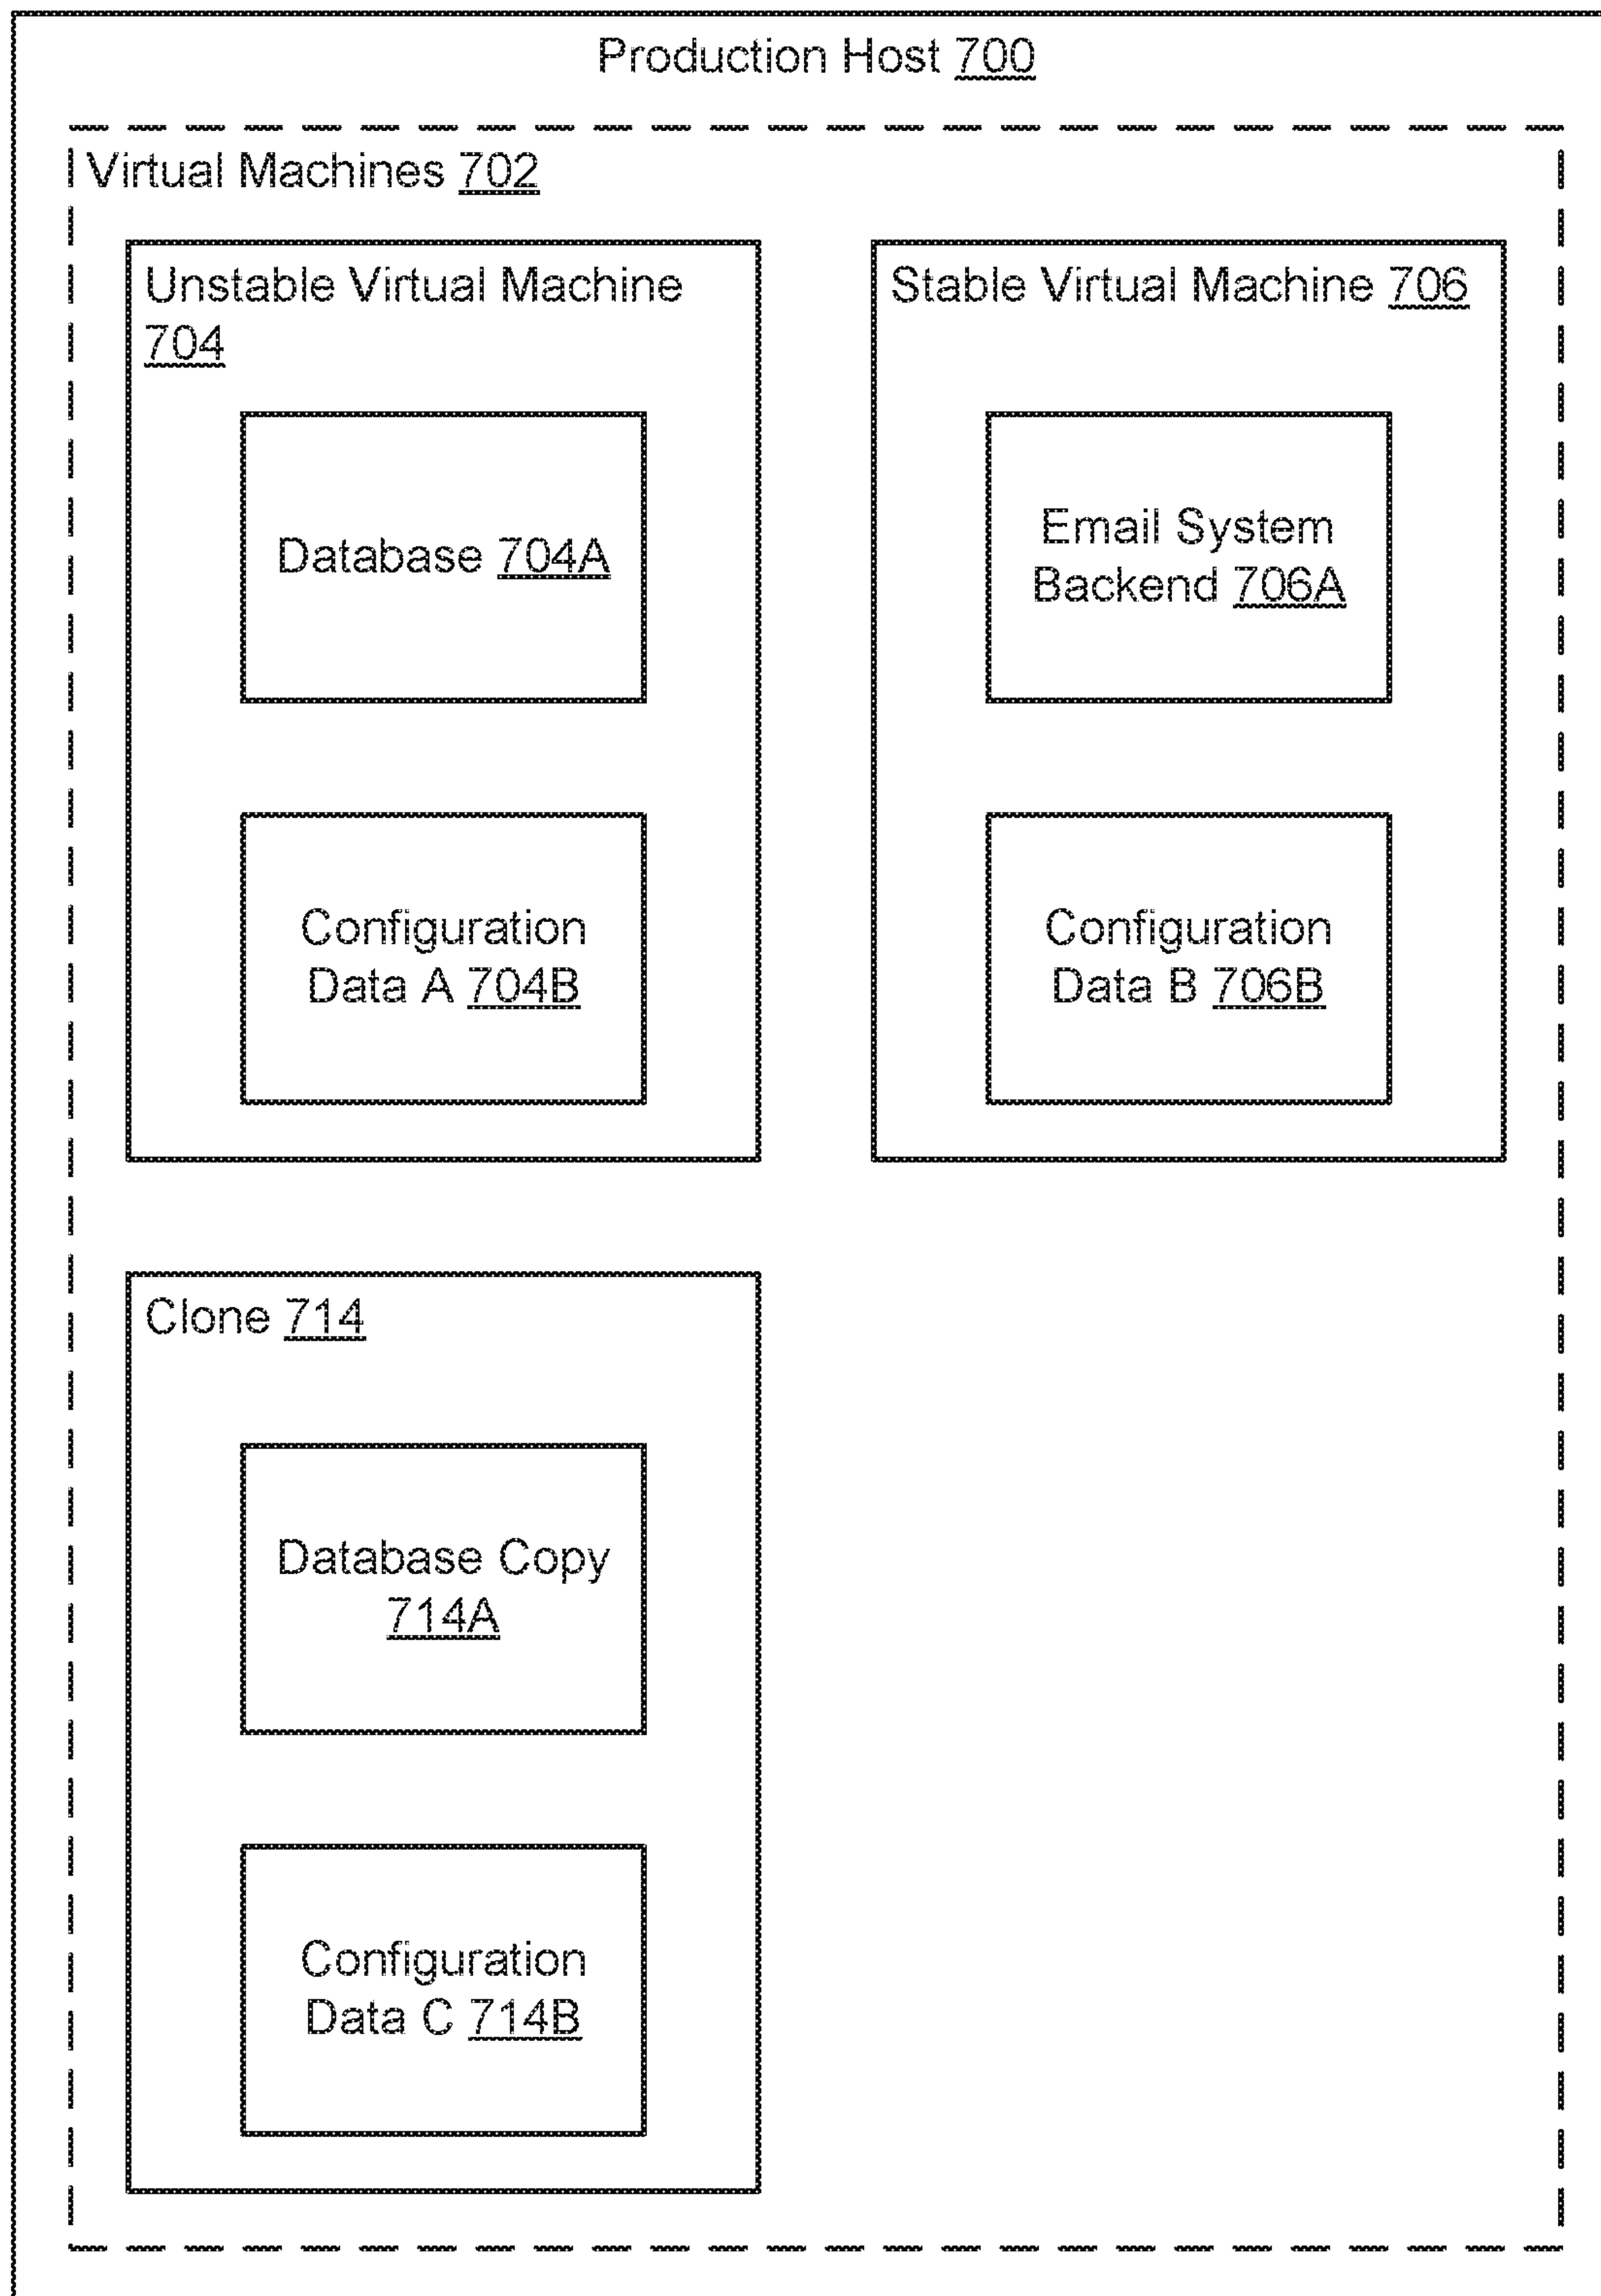 Production Host 700
Virtual Machines 702
Unstable Virtual Machine
704
Database 704A
Configuration
Data A 704B
Stable Virtual Machine 706
Email System
Backend 706A
Configuration
Data B 706B
Clone 714
Database Copy
714A
Configuration
Data C 714B